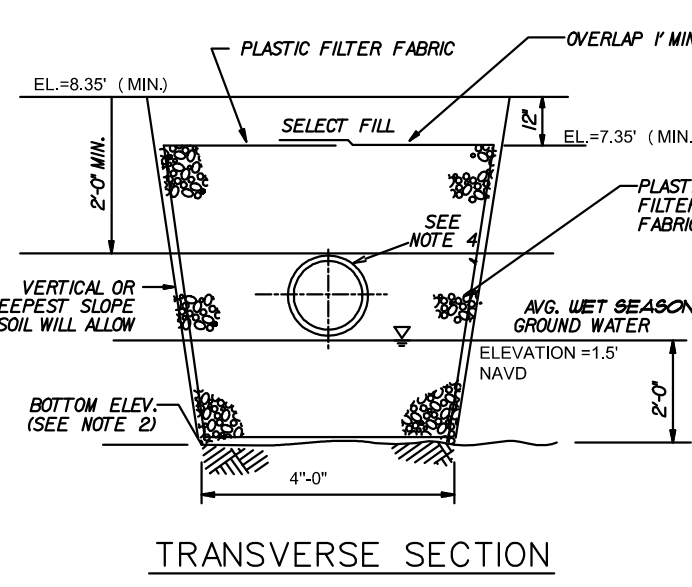 PLASTIC FILTER FABRIC
OVERLAP 1' MIN.
EL.=8.35' ( MIN.)
SELECT FILL
12"
EL.=7.35' ( MIN.
2'-0" MIN.
SEE
NOTE 4
PLAST
FILTER
FABRIC
VERTICAL OR
EEPEST SLOPE
SOIL WILL ALLOW
AVG. WET SEASON
GROUND WATER
ELEVATION =1.5'
NAVD
2'-0"
BOTTOM ELEV.
(SEE NOTE 2)
4"-0"
TRANSVERSE SECTION